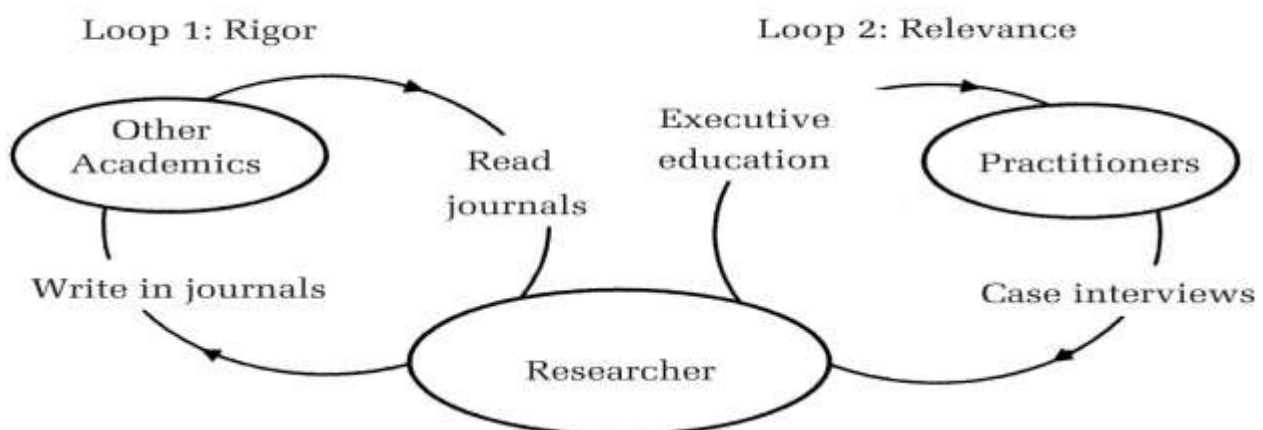 Loop 1: Rigor
Loop 2: Relevance
Other
Academics
Read
journals
Write in journals
Executive
education
Practitioners
Case interviews
Researcher